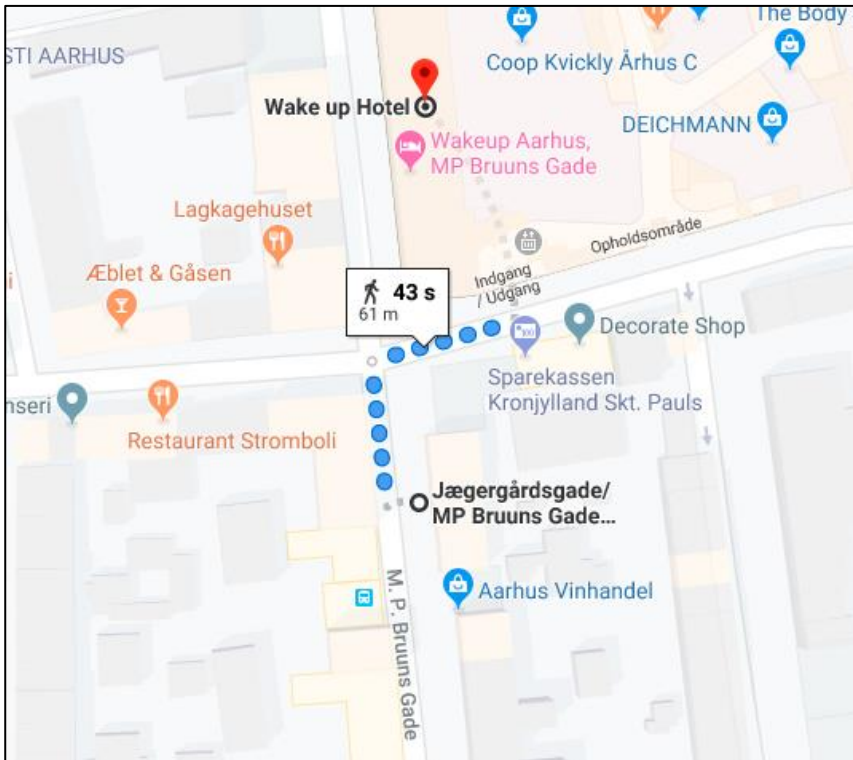 The Body
STI AARHUS
Coop Kvickly Århus C
Wake up Hotel
DEICHMANN
Wakeup Aarhus,
MP Bruuns Gade
Lagkagehuset
Opholdsområde
Æblet & Gåsen
Indgang
/ Udgang
43 s
61 m
Decorate Shop
Sparekassen
Kronjylland Skt. Pauls
nseri
Restaurant Stromboli
Jægergårdsgade/
MP Bruuns Gade...
Aarhus Vinhandel
M. P. Bruuns Gade